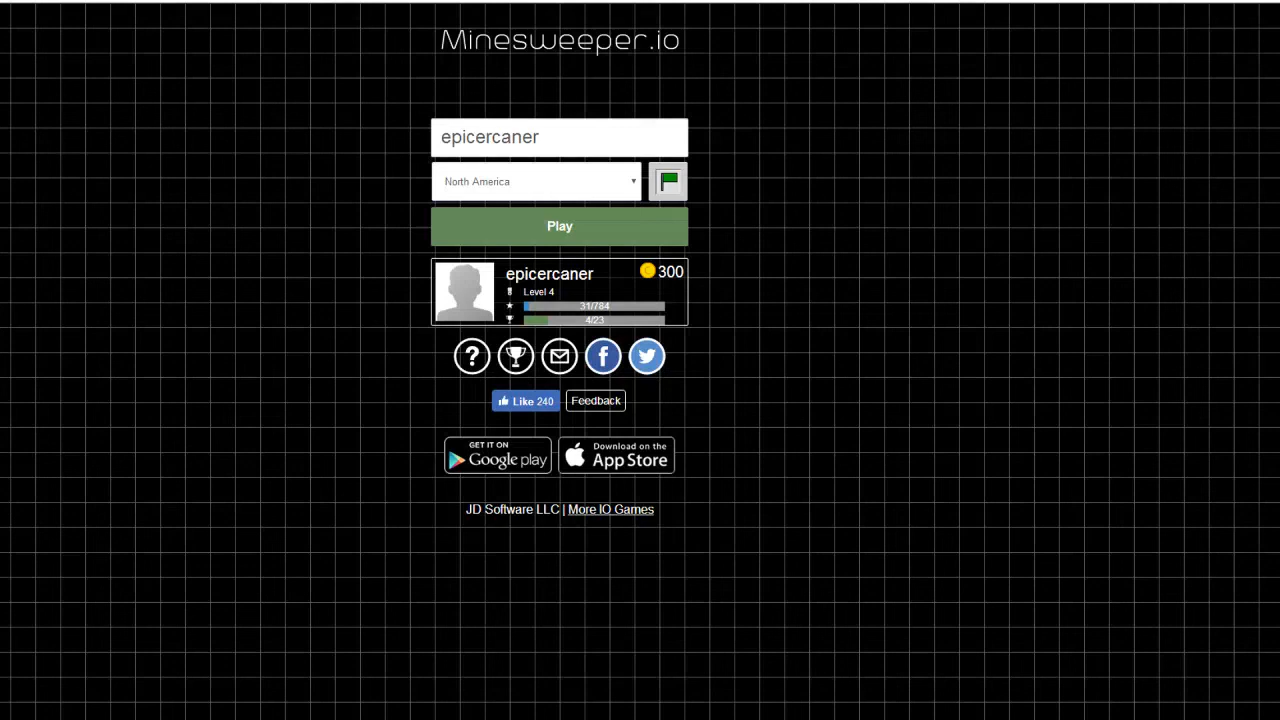 Minesweeper.io
epicercaner
North America
Play
epicercaner
300
Level 4
31/784
4/23
?
Like 240
Feedback
GET IT ON
Google play
Download on the
App Store
JD Software LLC | More IO Games